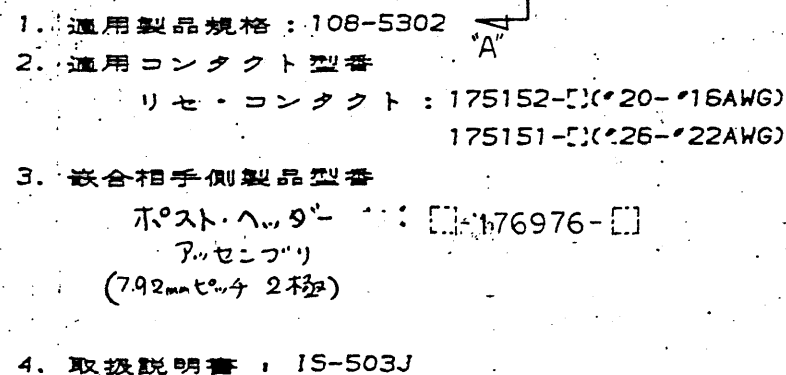 1. 適用製品規格 : 108-5302
"A"
2. 適用コンタクト型番
リセ・コンタクト : 175152-[](#20-#16AWG)
175151-[](#26-#22AWG)
3. 嵌合相手側製品型番
ポスト・ヘッダー : []-176976-[]
アッセンブリ
(7.92mmピッチ 2極)
4. 取扱説明書 : IS-503J